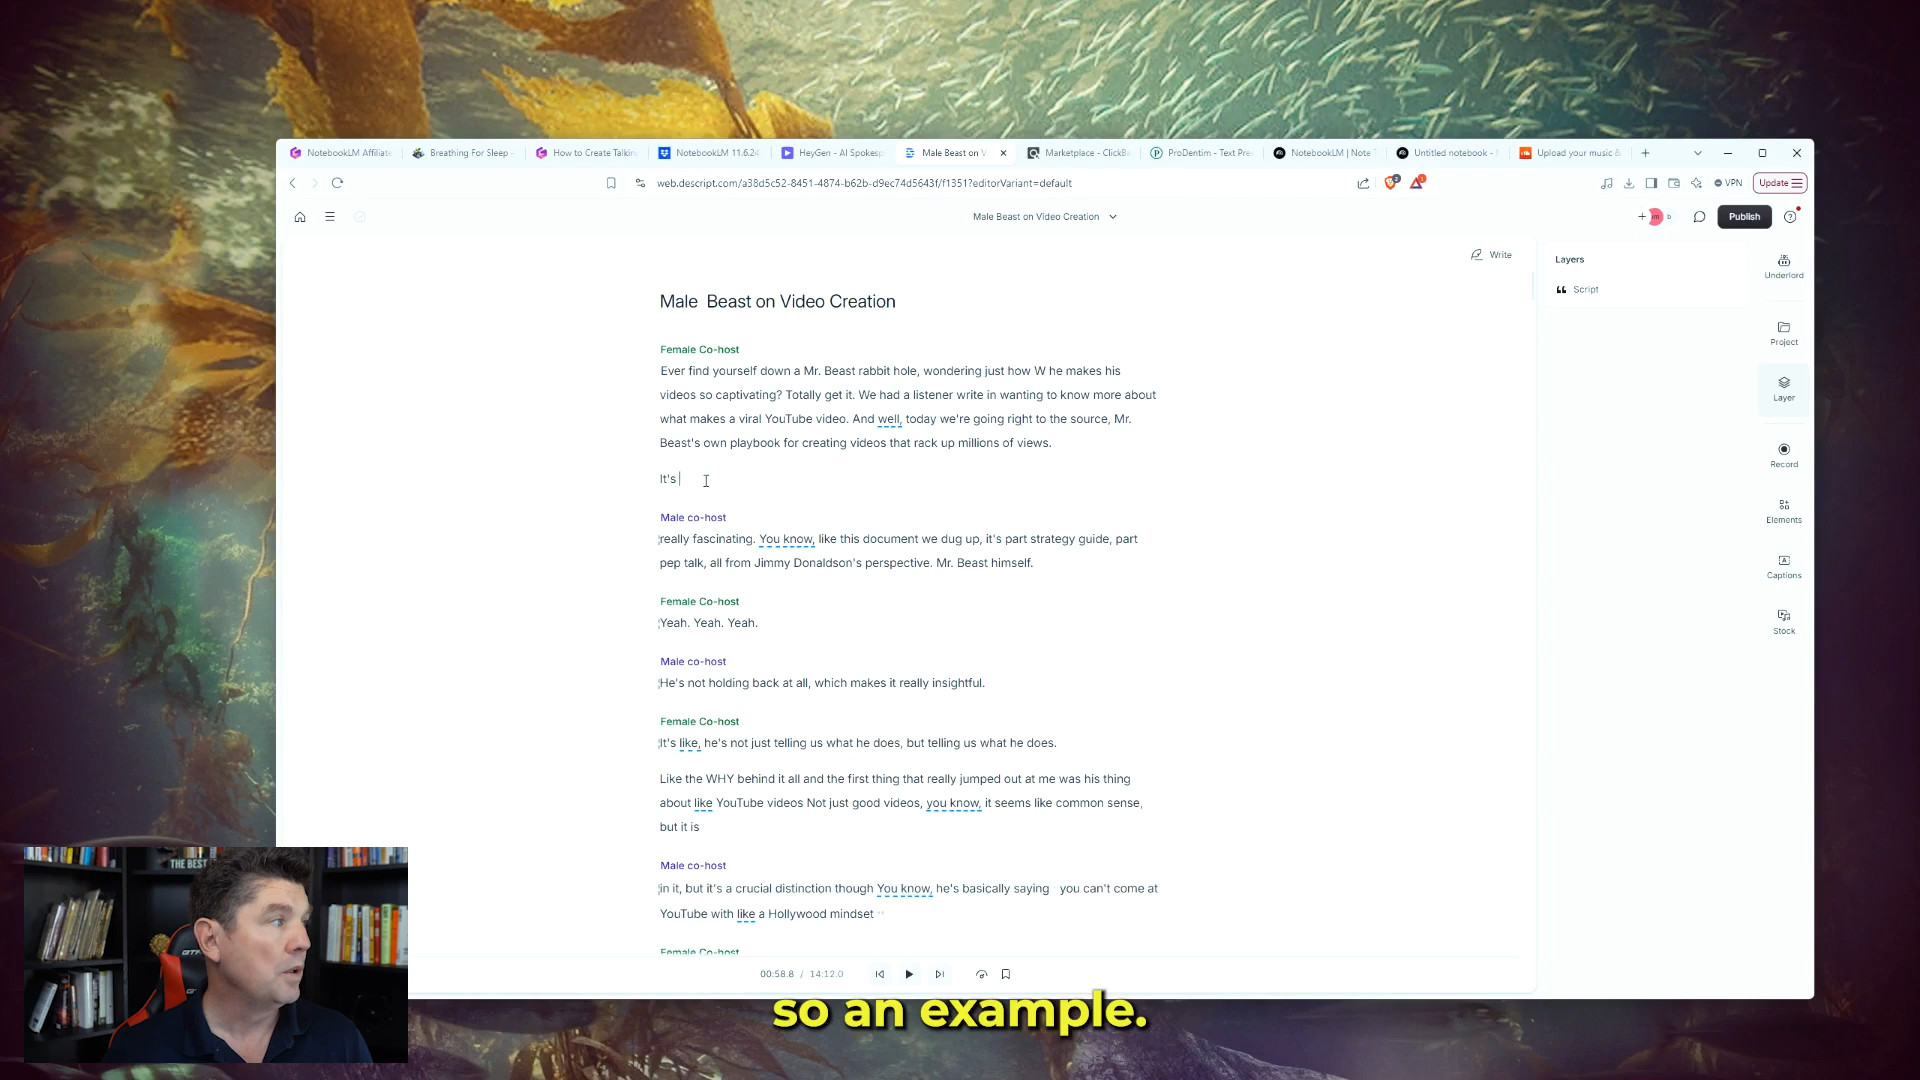 NotebookLM Affiliate
Breathing For Sleep -
How to Create Talkin
NotebookLM 11.6.24
HeyGen - AI Spokesp
Male Beast on V
Marketplace - ClickBa
ProDentim - Text Pre
NotebookLM | Note T
Untitled notebook -
Upload your music &
web.descript.com/a38d5c52-8451-4874-b62b-d9ec74d5643f/f1351?editorVariant=default
VPN
Update
Male Beast on Video Creation
Publish
Write
Layers
Script
Underlord
Project
Layer
Record
Elements
Captions
Stock
Male Beast on Video Creation
Female Co-host
Ever find yourself down a Mr. Beast rabbit hole, wondering just how W he makes his
videos so captivating? Totally get it. We had a listener write in wanting to know more about
what makes a viral YouTube video. And well, today we're going right to the source, Mr.
Beast's own playbook for creating videos that rack up millions of views.
It's
Male co-host
really fascinating. You know, like this document we dug up, it's part strategy guide, part
pep talk, all from Jimmy Donaldson's perspective. Mr. Beast himself.
Female Co-host
Yeah. Yeah. Yeah.
Male co-host
He's not holding back at all, which makes it really insightful.
Female Co-host
It's like, he's not just telling us what he does, but telling us what he does.
Like the WHY behind it all and the first thing that really jumped out at me was his thing
about like YouTube videos Not just good videos, you know, it seems like common sense,
but it is
Male co-host
in it, but it's a crucial distinction though You know, he's basically saying you can't come at
YouTube with like a Hollywood mindset
Female Co-host
00:58.8 / 14:12.0
THE BEST
so an example.